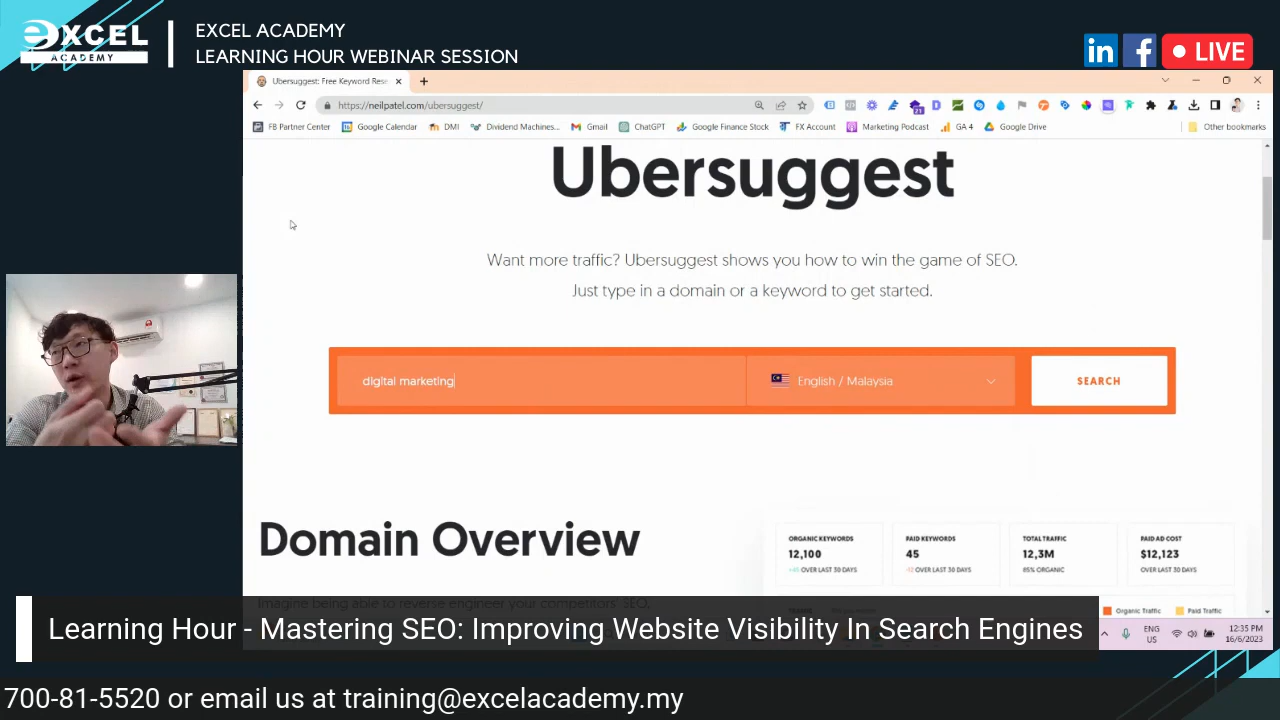 eXCEL
ACADEMY
EXCEL ACADEMY
LEARNING HOUR WEBINAR SESSION
in f LIVE
Ubersuggest: Free Keyword Rese
https://neilpatel.com/ubersuggest/
21
FB Partner Center Google Calendar DMI Dividend Machines... Gmail ChatGPT Google Finance Stock FX Account Marketing Podcast GA 4 Google Drive Other bookmarks
Ubersuggest
Want more traffic? Ubersuggest shows you how to win the game of SEO.
Just type in a domain or a keyword to get started.
digital marketing English / Malaysia SEARCH
Domain Overview
ORGANIC KEYWORDS PAID KEYWORDS TOTAL TRAFFIC PAID AD COST
12,100 45 12,3M $12,123
OVER LAST 30 DAYS OVER LAST 30 DAYS 85% ORGANIC OVER LAST 30 DAYS
Imagine being able to reverse engineer your competitors' SEO,
Organic Traffic Paid Traffic
Learning Hour - Mastering SEO: Improving Website Visibility In Search Engines
ENG
US
12:35 PM
16/6/2023
700-81-5520 or email us at training@excelacademy.my